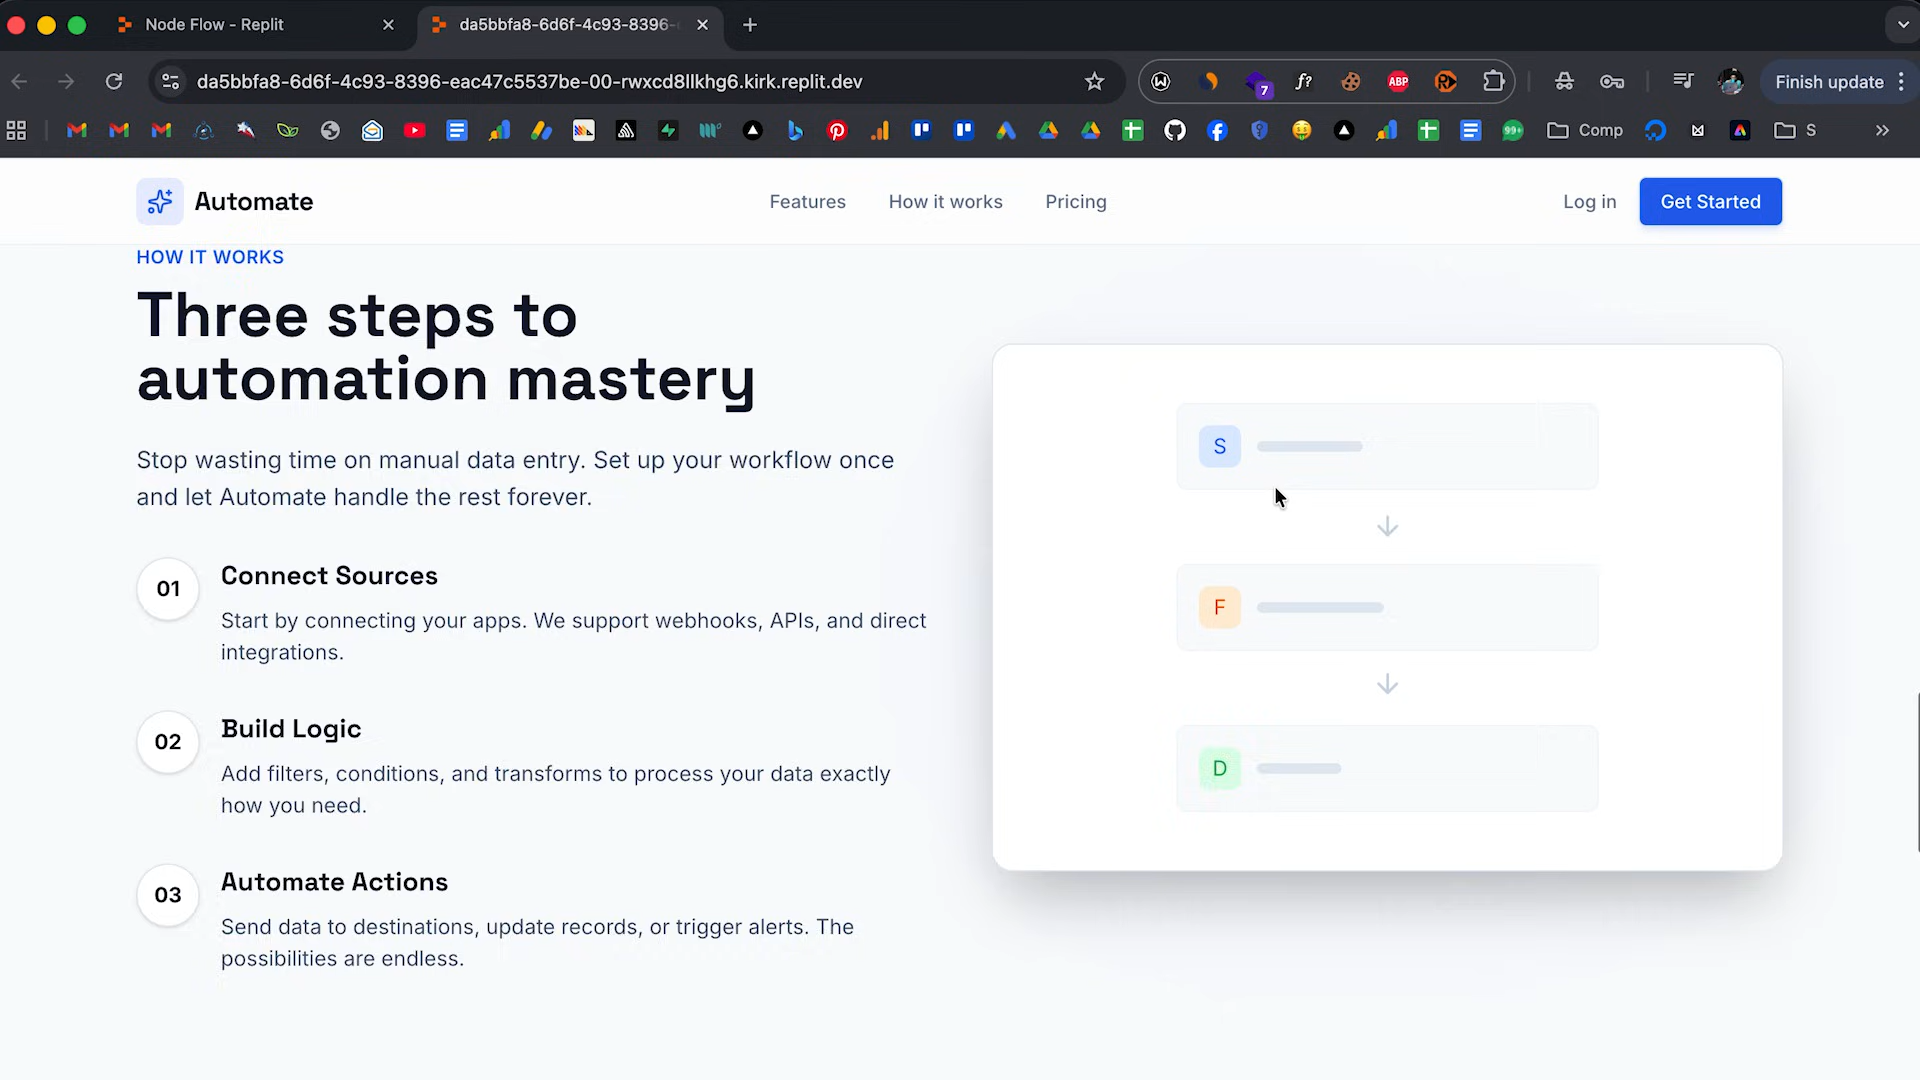 Node Flow - Replit
da5bbfa8-6d6f-4c93-8396-
da5bbfa8-6d6f-4c93-8396-eac47c5537be-00-rwxcd8llkhg6.kirk.replit.dev
7
f?
ABP
Finish update
99+
Comp
S
Automate
Features
How it works
Pricing
Log in
Get Started
HOW IT WORKS
Three steps to
automation mastery
Stop wasting time on manual data entry. Set up your workflow once
and let Automate handle the rest forever.
01
Connect Sources
Start by connecting your apps. We support webhooks, APIs, and direct
integrations.
02
Build Logic
Add filters, conditions, and transforms to process your data exactly
how you need.
03
Automate Actions
Send data to destinations, update records, or trigger alerts. The
possibilities are endless.
S
F
D